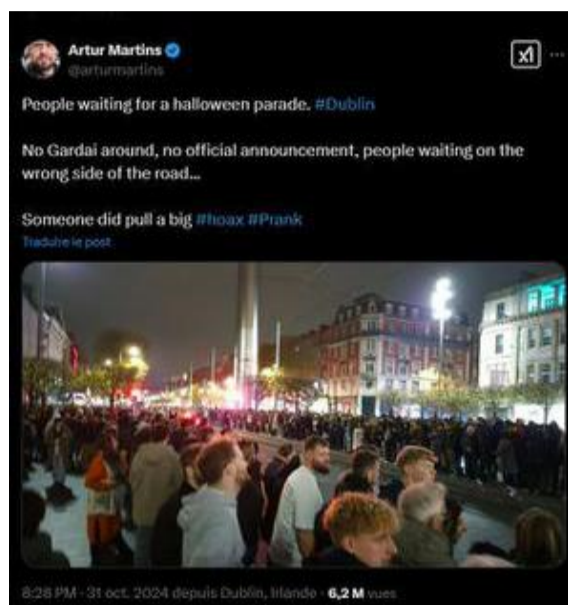 Artur Martins
@arturmartins
People waiting for a halloween parade. #Dublin
No Gardai around, no official announcement, people waiting on the
wrong side of the road...
Someone did pull a big #hoax #Prank
Traduire le post
8:28 PM · 31 oct. 2024 depuis Dublin, Irlande · 6,2 M vues